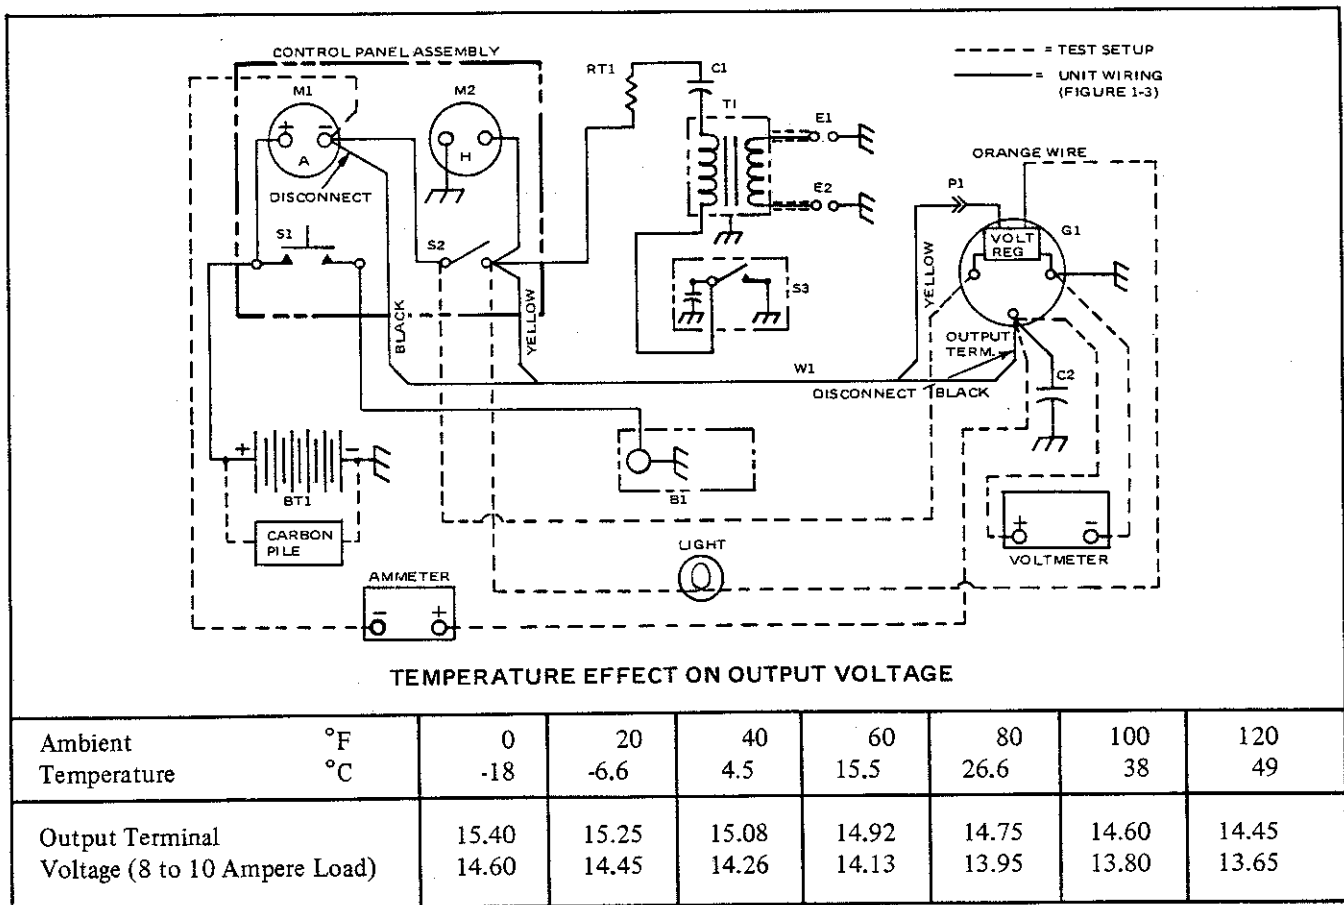 CONTROL PANEL ASSEMBLY
= TEST SETUP
= UNIT WIRING
(FIGURE 1-3)
RT1
C1
M1
M2
T1
E1
+
−
A
H
DISCONNECT
ORANGE WIRE
P1
E2
S1
S2
VOLT
REG
G1
S3
BLACK
YELLOW
YELLOW
OUTPUT
TERM.
W1
DISCONNECT
BLACK
C2
+
−
BT1
B1
CARBON
PILE
+
−
VOLTMETER
LIGHT
AMMETER
−
+
TEMPERATURE EFFECT ON OUTPUT VOLTAGE
Ambient °F 0 20 40 60 80 100 120
Temperature °C -18 -6.6 4.5 15.5 26.6 38 49
Output Terminal 15.40 15.25 15.08 14.92 14.75 14.60 14.45
Voltage (8 to 10 Ampere Load) 14.60 14.45 14.26 14.13 13.95 13.80 13.65